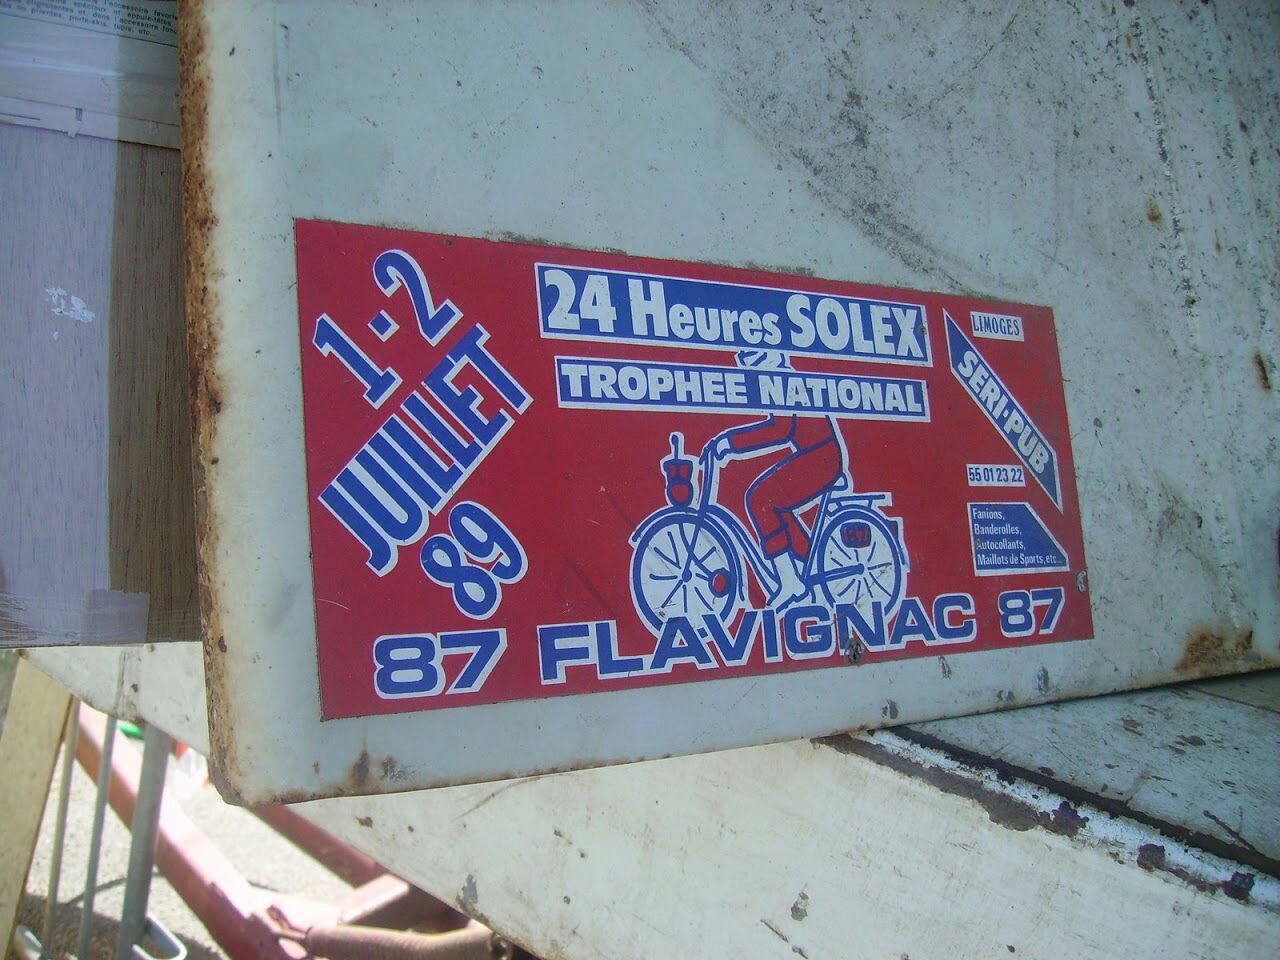 1·2
JUILLET
89
24 Heures SOLEX
TROPHEE NATIONAL
LIMOGES
SERI·PUB
55 01 23 22
Fanions,
Banderolles,
Autocollants,
Maillots de Sports, etc...
87 FLAVIGNAC 87